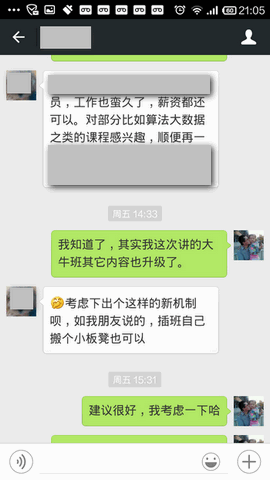 21:05
员，工作也蛮久了，薪资都还
可以。对部分比如算法大数据
之类的课程感兴趣，顺便再一
周五 14:33
我知道了，其实我这次讲的大
牛班其它内容也升级了。
考虑下出个这样的新机制
呗，如我朋友说的，插班自己
搬个小板凳也可以
周五 15:31
建议很好，我考虑一下哈